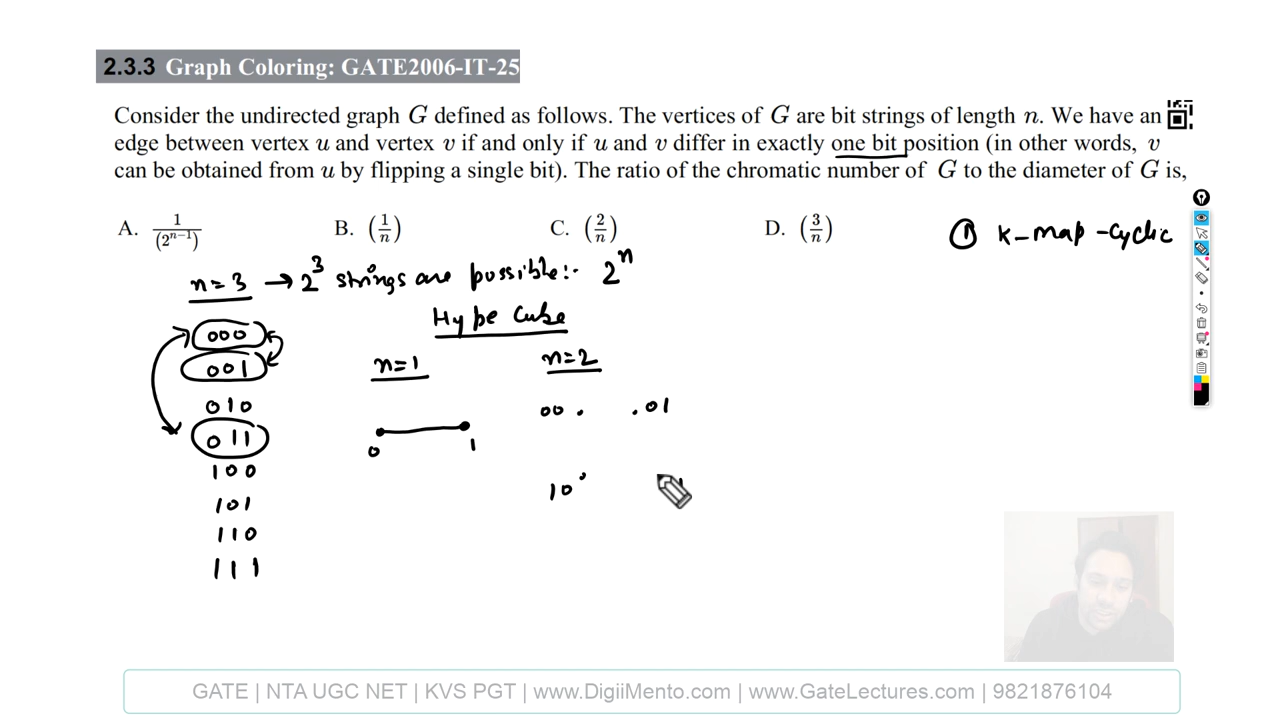 2.3.3 Graph Coloring: GATE2006-IT-25
Consider the undirected graph G defined as follows. The vertices of G are bit strings of length n. We have an
edge between vertex u and vertex v if and only if u and v differ in exactly one bit position (in other words, v
can be obtained from u by flipping a single bit). The ratio of the chromatic number of G to the diameter of G is,
A. 1/(2^{n-1}) B. (1/n) C. (2/n) D. (3/n)
① K-map-cyclic
n=3 → 2^3 strings are possible:- 2^n
Hype Cube
000
001
010
011
100
101
110
111
n=1
0 1
n=2
00 . . 01
10
GATE | NTA UGC NET | KVS PGT | www.DigiiMento.com | www.GateLectures.com | 9821876104